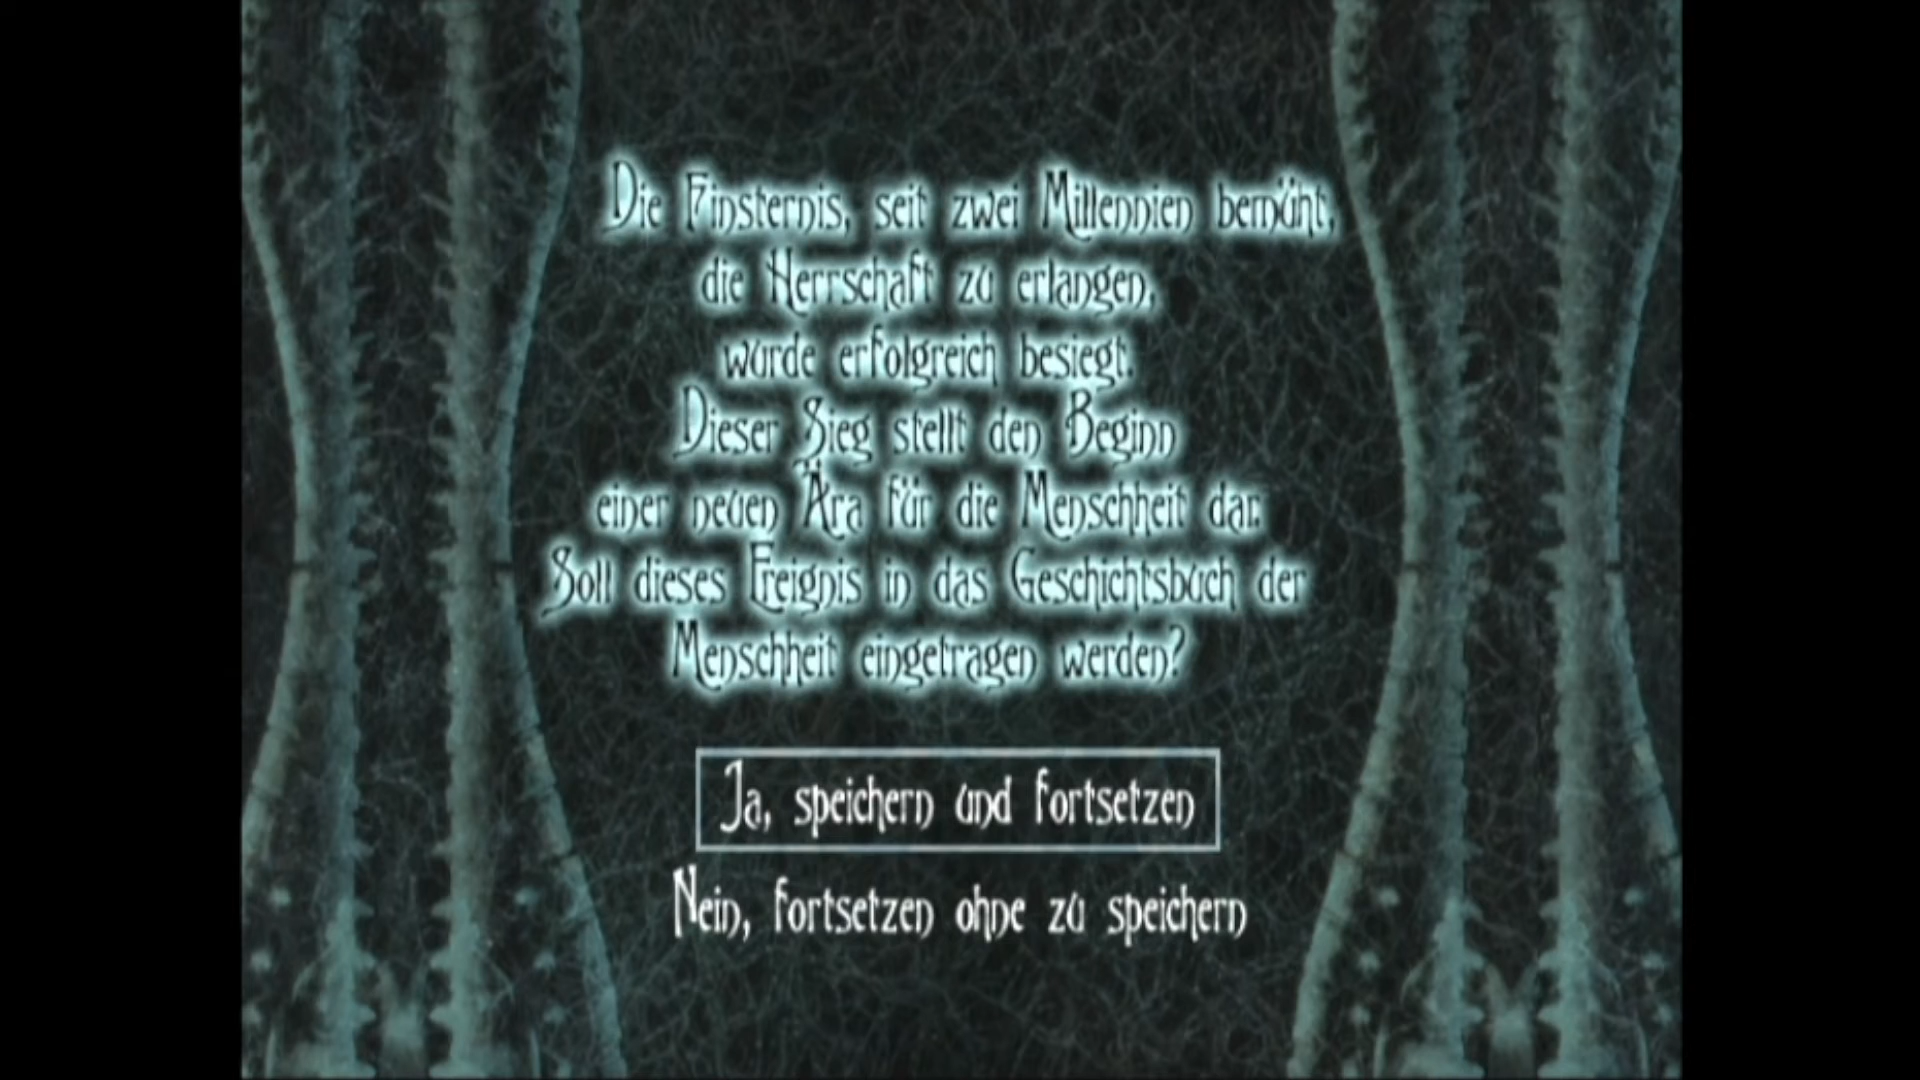 Die Finsternis, seit zwei Millennien bemüht,
die Herrschaft zu erlangen,
wurde erfolgreich besiegt.
Dieser Sieg stellt den Beginn
einer neuen Ära für die Menschheit dar.
Soll dieses Ereignis in das Geschichtsbuch der
Menschheit eingetragen werden?
Ja, speichern und fortsetzen
Nein, fortsetzen ohne zu speichern